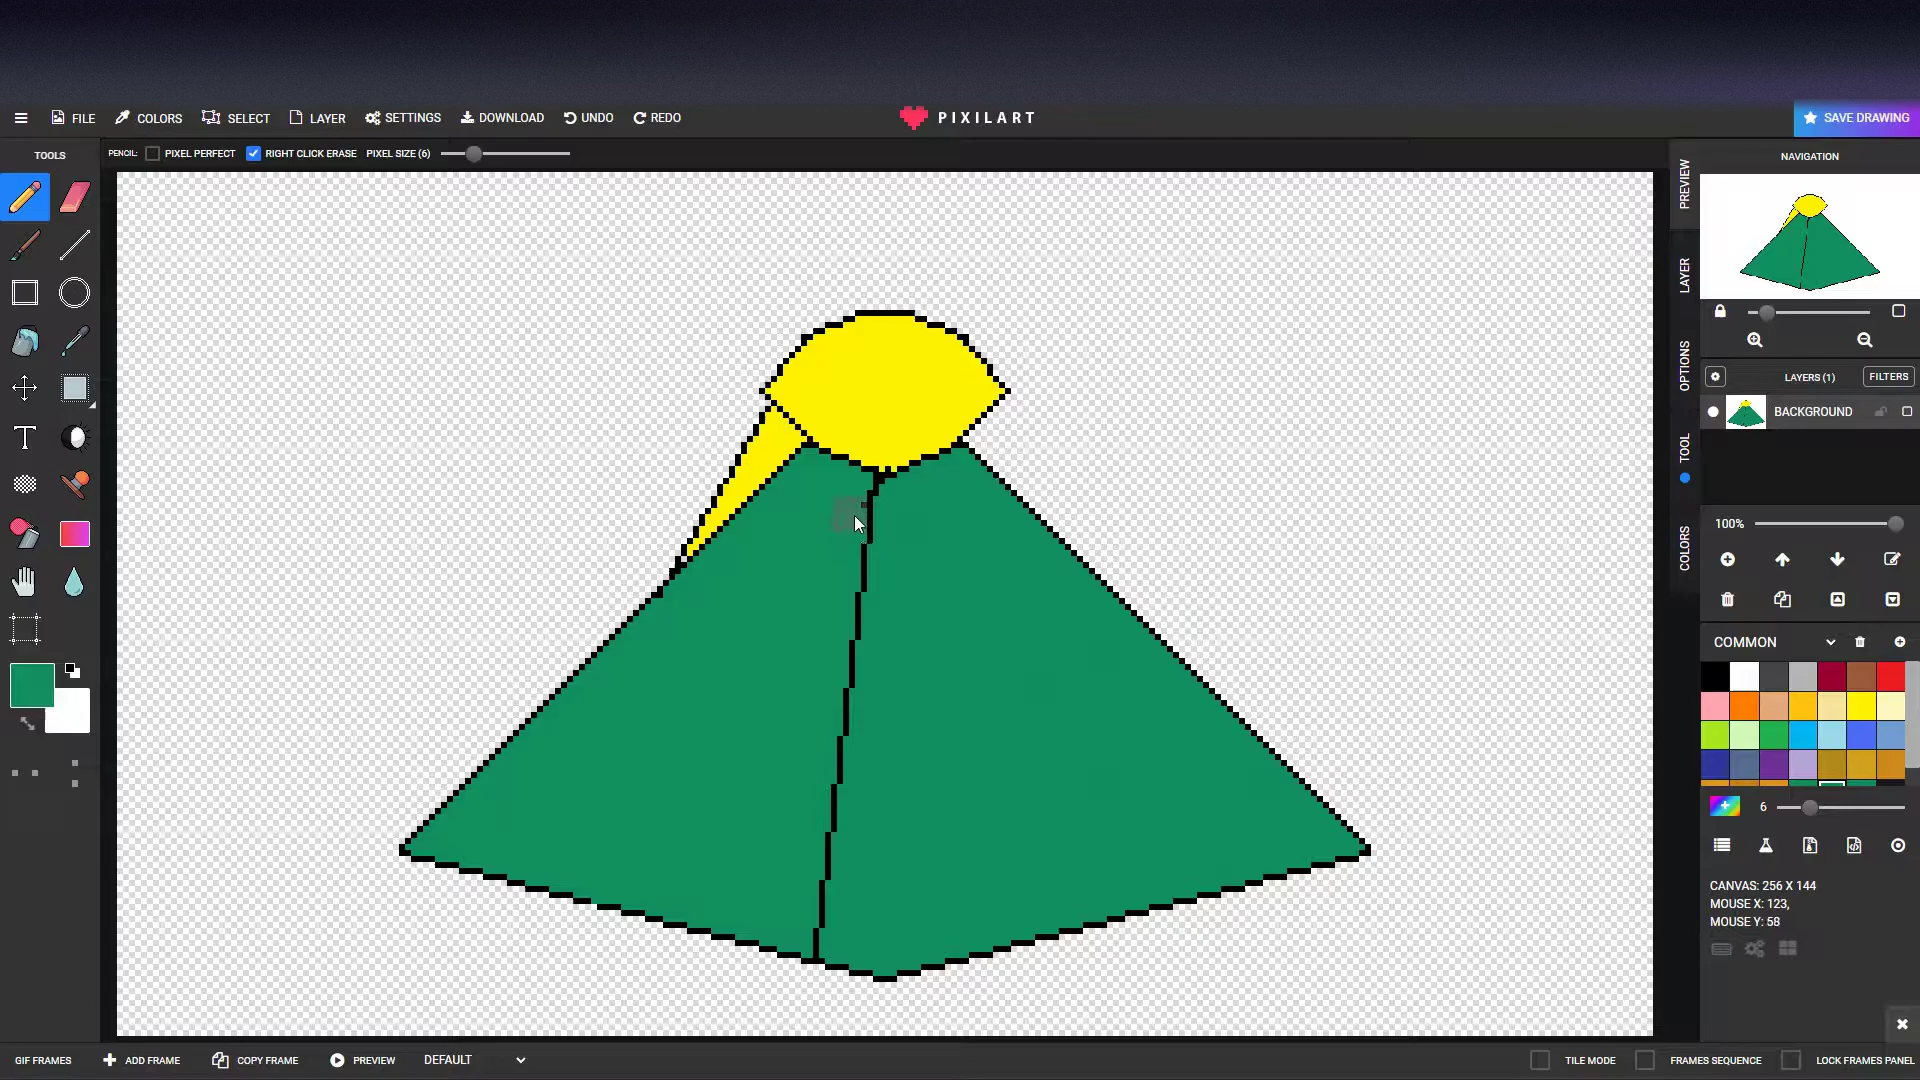 FILE COLORS SELECT LAYER SETTINGS DOWNLOAD UNDO REDO
PIXILART
SAVE DRAWING
TOOLS
PENCIL: PIXEL PERFECT RIGHT CLICK ERASE PIXEL SIZE (6)
NAVIGATION
PREVIEW
LAYER
OPTIONS
TOOL
COLORS
LAYERS (1) FILTERS
BACKGROUND
100%
COMMON
6
CANVAS: 256 X 144
MOUSE X: 123,
MOUSE Y: 58
GIF FRAMES ADD FRAME COPY FRAME PREVIEW DEFAULT
TILE MODE FRAMES SEQUENCE LOCK FRAMES PANEL